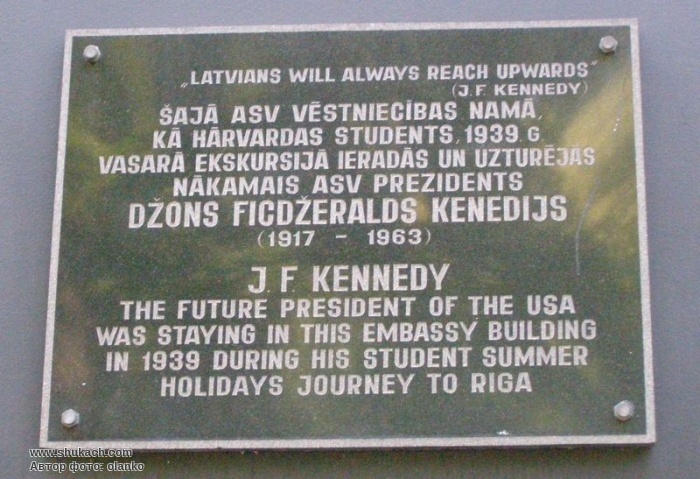 „LATVIANS WILL ALWAYS REACH UPWARDS"
(J.F. KENNEDY)
ŠAJĀ ASV VĒSTNIECĪBAS NAMĀ,
KĀ HĀRVARDAS STUDENTS, 1939.G.
VASARĀ EKSKURSIJĀ IERADĀS UN UZTURĒJĀS
NĀKAMAIS ASV PREZIDENTS
DŽONS FICDŽERALDS KENEDIJS
(1917 - 1963)
J.F. KENNEDY
THE FUTURE PRESIDENT OF THE USA
WAS STAYING IN THIS EMBASSY BUILDING
IN 1939 DURING HIS STUDENT SUMMER
HOLIDAYS JOURNEY TO RIGA
www.shukach.com
Автор фото: olanko